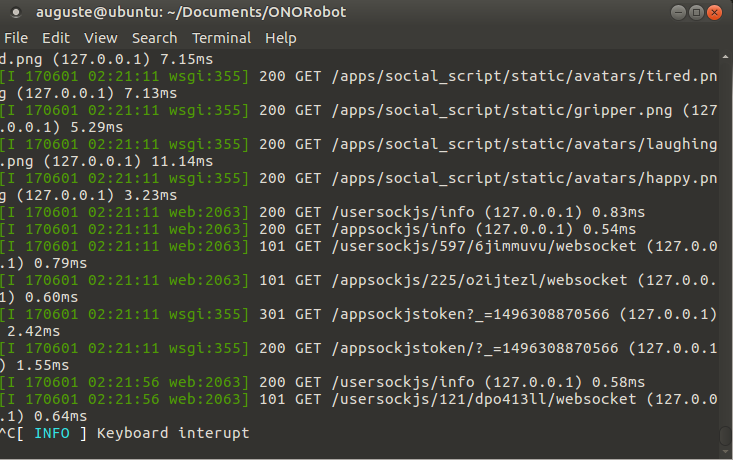 auguste@ubuntu: ~/Documents/ONORobot
File Edit View Search Terminal Help
d.png (127.0.0.1) 7.15ms
[I 170601 02:21:11 wsgi:355] 200 GET /apps/social_script/static/avatars/tired.pn
g (127.0.0.1) 7.13ms
[I 170601 02:21:11 wsgi:355] 200 GET /apps/social_script/static/gripper.png (127
.0.0.1) 5.29ms
[I 170601 02:21:11 wsgi:355] 200 GET /apps/social_script/static/avatars/laughing
.png (127.0.0.1) 11.14ms
[I 170601 02:21:11 wsgi:355] 200 GET /apps/social_script/static/avatars/happy.pn
g (127.0.0.1) 3.23ms
[I 170601 02:21:11 web:2063] 200 GET /usersockjs/info (127.0.0.1) 0.83ms
[I 170601 02:21:11 web:2063] 200 GET /appsockjs/info (127.0.0.1) 0.54ms
[I 170601 02:21:11 web:2063] 101 GET /usersockjs/597/6jimmuvu/websocket (127.0.0
.1) 0.79ms
[I 170601 02:21:11 web:2063] 101 GET /appsockjs/225/o2ijtezl/websocket (127.0.0.
1) 0.60ms
[I 170601 02:21:11 wsgi:355] 301 GET /appsockjstoken?_=1496308870566 (127.0.0.1)
 2.42ms
[I 170601 02:21:11 wsgi:355] 200 GET /appsockjstoken/?_=1496308870566 (127.0.0.1
) 1.55ms
[I 170601 02:21:56 web:2063] 200 GET /usersockjs/info (127.0.0.1) 0.58ms
[I 170601 02:21:56 web:2063] 101 GET /usersockjs/121/dpo413ll/websocket (127.0.0
.1) 0.64ms
^C[ INFO ] Keyboard interupt